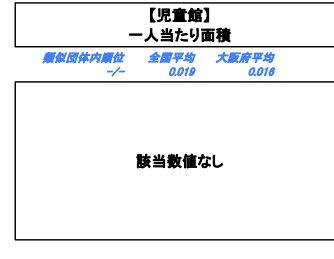 【児童館】
一人当たり面積
類似団体内順位 全国平均 大阪府平均
-/- 0.019 0.016
該当数値なし